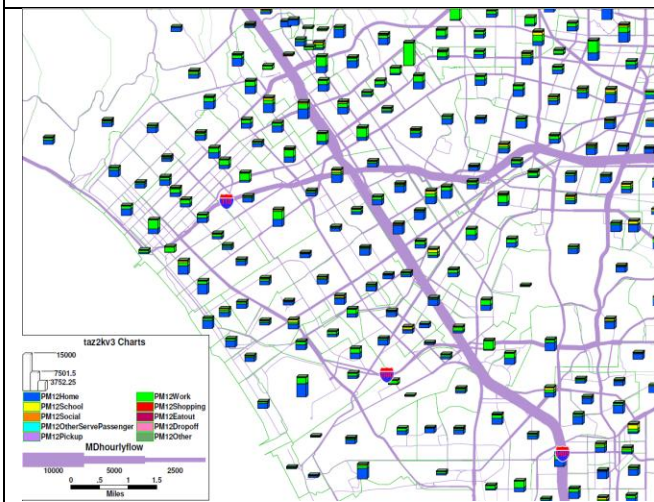 taz2kv3 Charts
15000
7501.5
3752.25
PM12Home PM12Work
PM12School PM12Shopping
PM12Social PM12Eatout
PM12OtherServePassenger PM12Dropoff
PM12Pickup PM12Other
MDhourlyflow
10000 5000 2500
0 .5 1 1.5
Miles